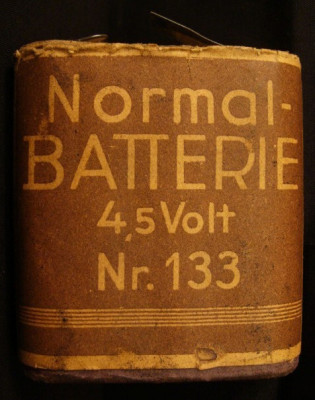 Normal-
BATTERIE
4,5 Volt
Nr. 133